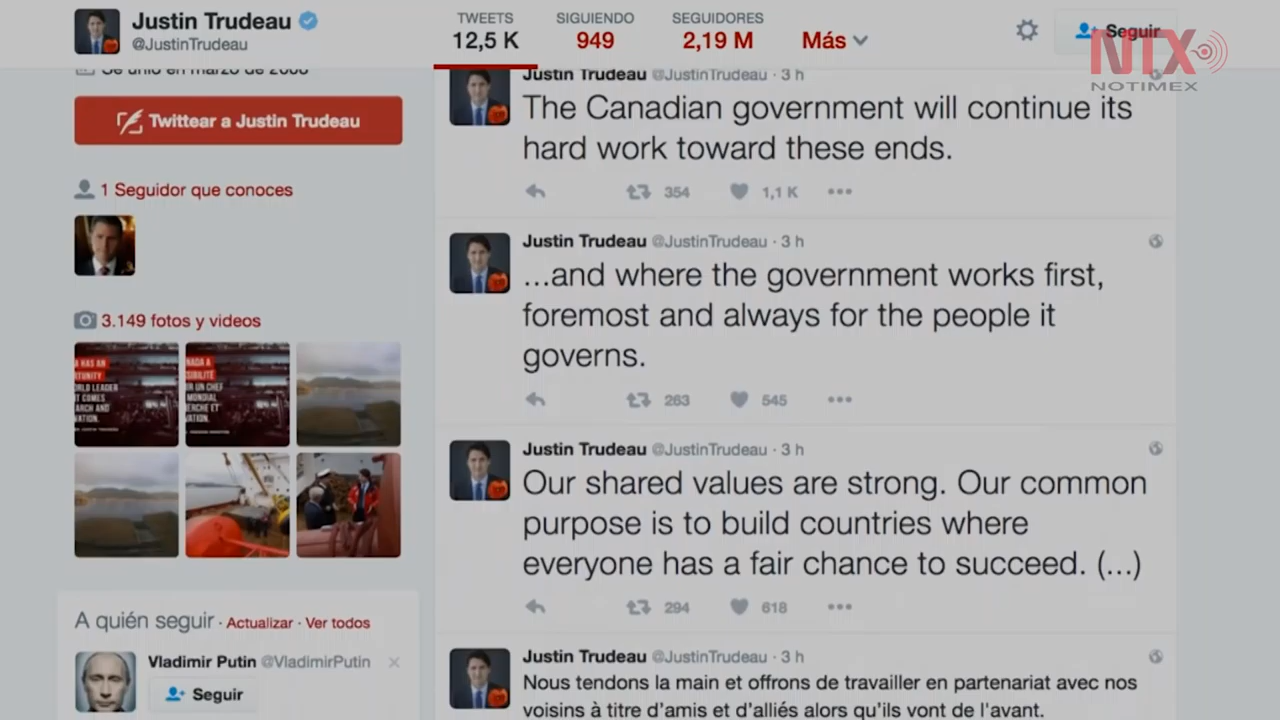 Justin Trudeau
@JustinTrudeau
TWEETS
12,5 K
SIGUIENDO
949
SEGUIDORES
2,19 M
Más
Seguir
NTX
NOTIMEX
Se unió en marzo de 2008
Twittear a Justin Trudeau
1 Seguidor que conoces
3.149 fotos y videos
A quién seguir · Actualizar · Ver todos
Vladimir Putin @VladimirPutin
Seguir
Justin Trudeau @JustinTrudeau · 3 h
The Canadian government will continue its
hard work toward these ends.
354 1,1 K
Justin Trudeau @JustinTrudeau · 3 h
...and where the government works first,
foremost and always for the people it
governs.
263 545
Justin Trudeau @JustinTrudeau · 3 h
Our shared values are strong. Our common
purpose is to build countries where
everyone has a fair chance to succeed. (...)
294 618
Justin Trudeau @JustinTrudeau · 3 h
Nous tendons la main et offrons de travailler en partenariat avec nos
voisins à titre d'amis et d'alliés alors qu'ils vont de l'avant.